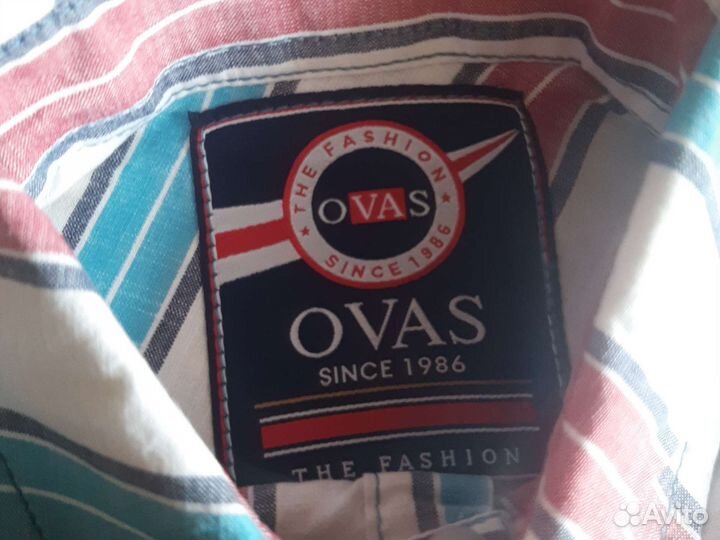 THE FASHION
OVAS
SINCE 1986
OVAS
SINCE 1986
THE FASHION
Avito